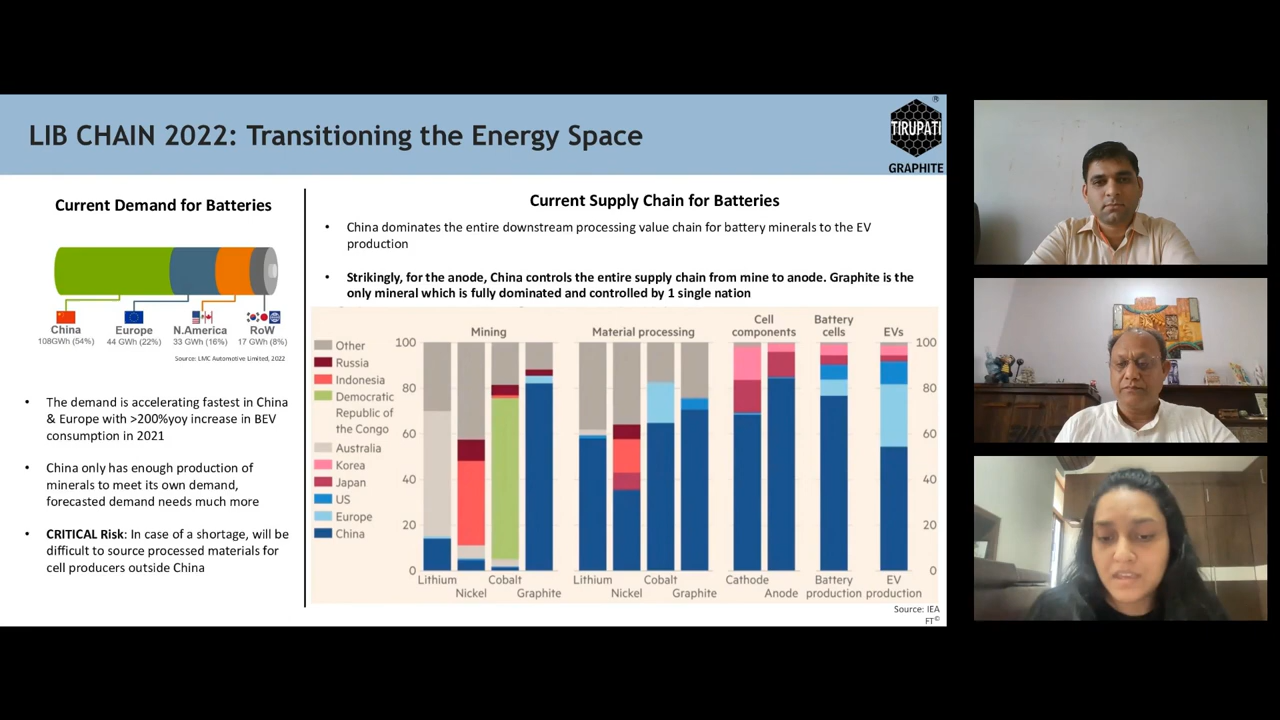 LIB CHAIN 2022: Transitioning the Energy Space
®
TIRUPATI
GRAPHITE
Current Demand for Batteries
China
108GWh (54%)
Europe
44 GWh (22%)
N.America
33 GWh (16%)
RoW
17 GWh (8%)
Source: LMC Automotive Limited, 2022
• The demand is accelerating fastest in China
& Europe with >200%yoy increase in BEV
consumption in 2021
• China only has enough production of
minerals to meet its own demand,
forecasted demand needs much more
• CRITICAL Risk: In case of a shortage, will be
difficult to source processed materials for
cell producers outside China
Current Supply Chain for Batteries
• China dominates the entire downstream processing value chain for battery minerals to the EV
production
• Strikingly, for the anode, China controls the entire supply chain from mine to anode. Graphite is the
only mineral which is fully dominated and controlled by 1 single nation
Other
Russia
Indonesia
Democratic
Republic of
the Congo
Australia
Korea
Japan
US
Europe
China
Mining
Material processing
Cell
components
Battery
cells
EVs
100
80
60
40
20
0
100
80
60
40
20
0
Lithium
Nickel
Cobalt
Graphite
Lithium
Nickel
Cobalt
Graphite
Cathode
Anode
Battery
production
EV
production
Source: IEA
FT©